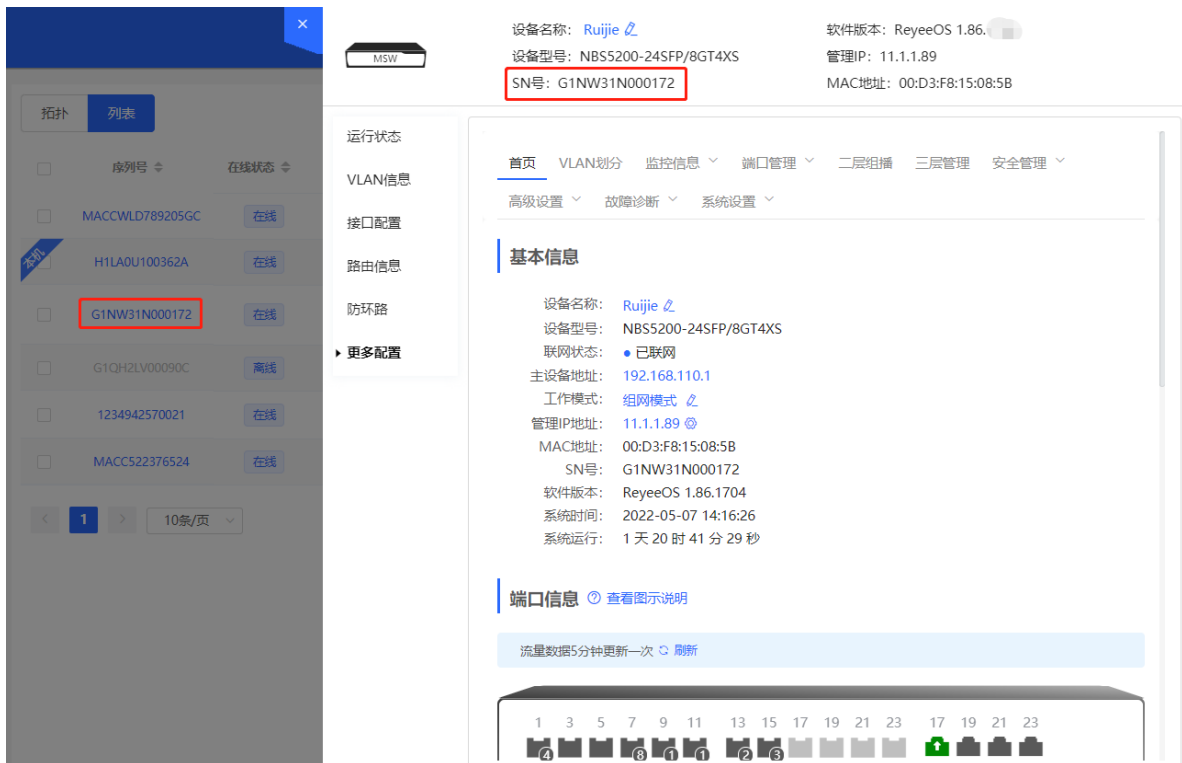 ×
拓扑 列表
序列号 在线状态
MACCWLD789205GC 在线
本机
H1LA0U100362A 在线
G1NW31N000172 在线
G1QH2LV00090C 离线
1234942570021 在线
MACC522376524 在线
< 1 > 10条/页
MSW
设备名称: Ruijie
软件版本: ReyeeOS 1.86.
设备型号: NBS5200-24SFP/8GT4XS
管理IP: 11.1.1.89
SN号: G1NW31N000172
MAC地址: 00:D3:F8:15:08:5B
运行状态
VLAN信息
接口配置
路由信息
防环路
更多配置
首页 VLAN划分 监控信息 端口管理 二层组播 三层管理 安全管理
高级设置 故障诊断 系统设置
基本信息
设备名称: Ruijie
设备型号: NBS5200-24SFP/8GT4XS
联网状态: 已联网
主设备地址: 192.168.110.1
工作模式: 组网模式
管理IP地址: 11.1.1.89
MAC地址: 00:D3:F8:15:08:5B
SN号: G1NW31N000172
软件版本: ReyeeOS 1.86.1704
系统时间: 2022-05-07 14:16:26
系统运行: 1 天 20 时 41 分 29 秒
端口信息 查看图示说明
流量数据5分钟更新一次 刷新
1 3 5 7 9 11 13 15 17 19 21 23 17 19 21 23
4 8 1 1 2 3